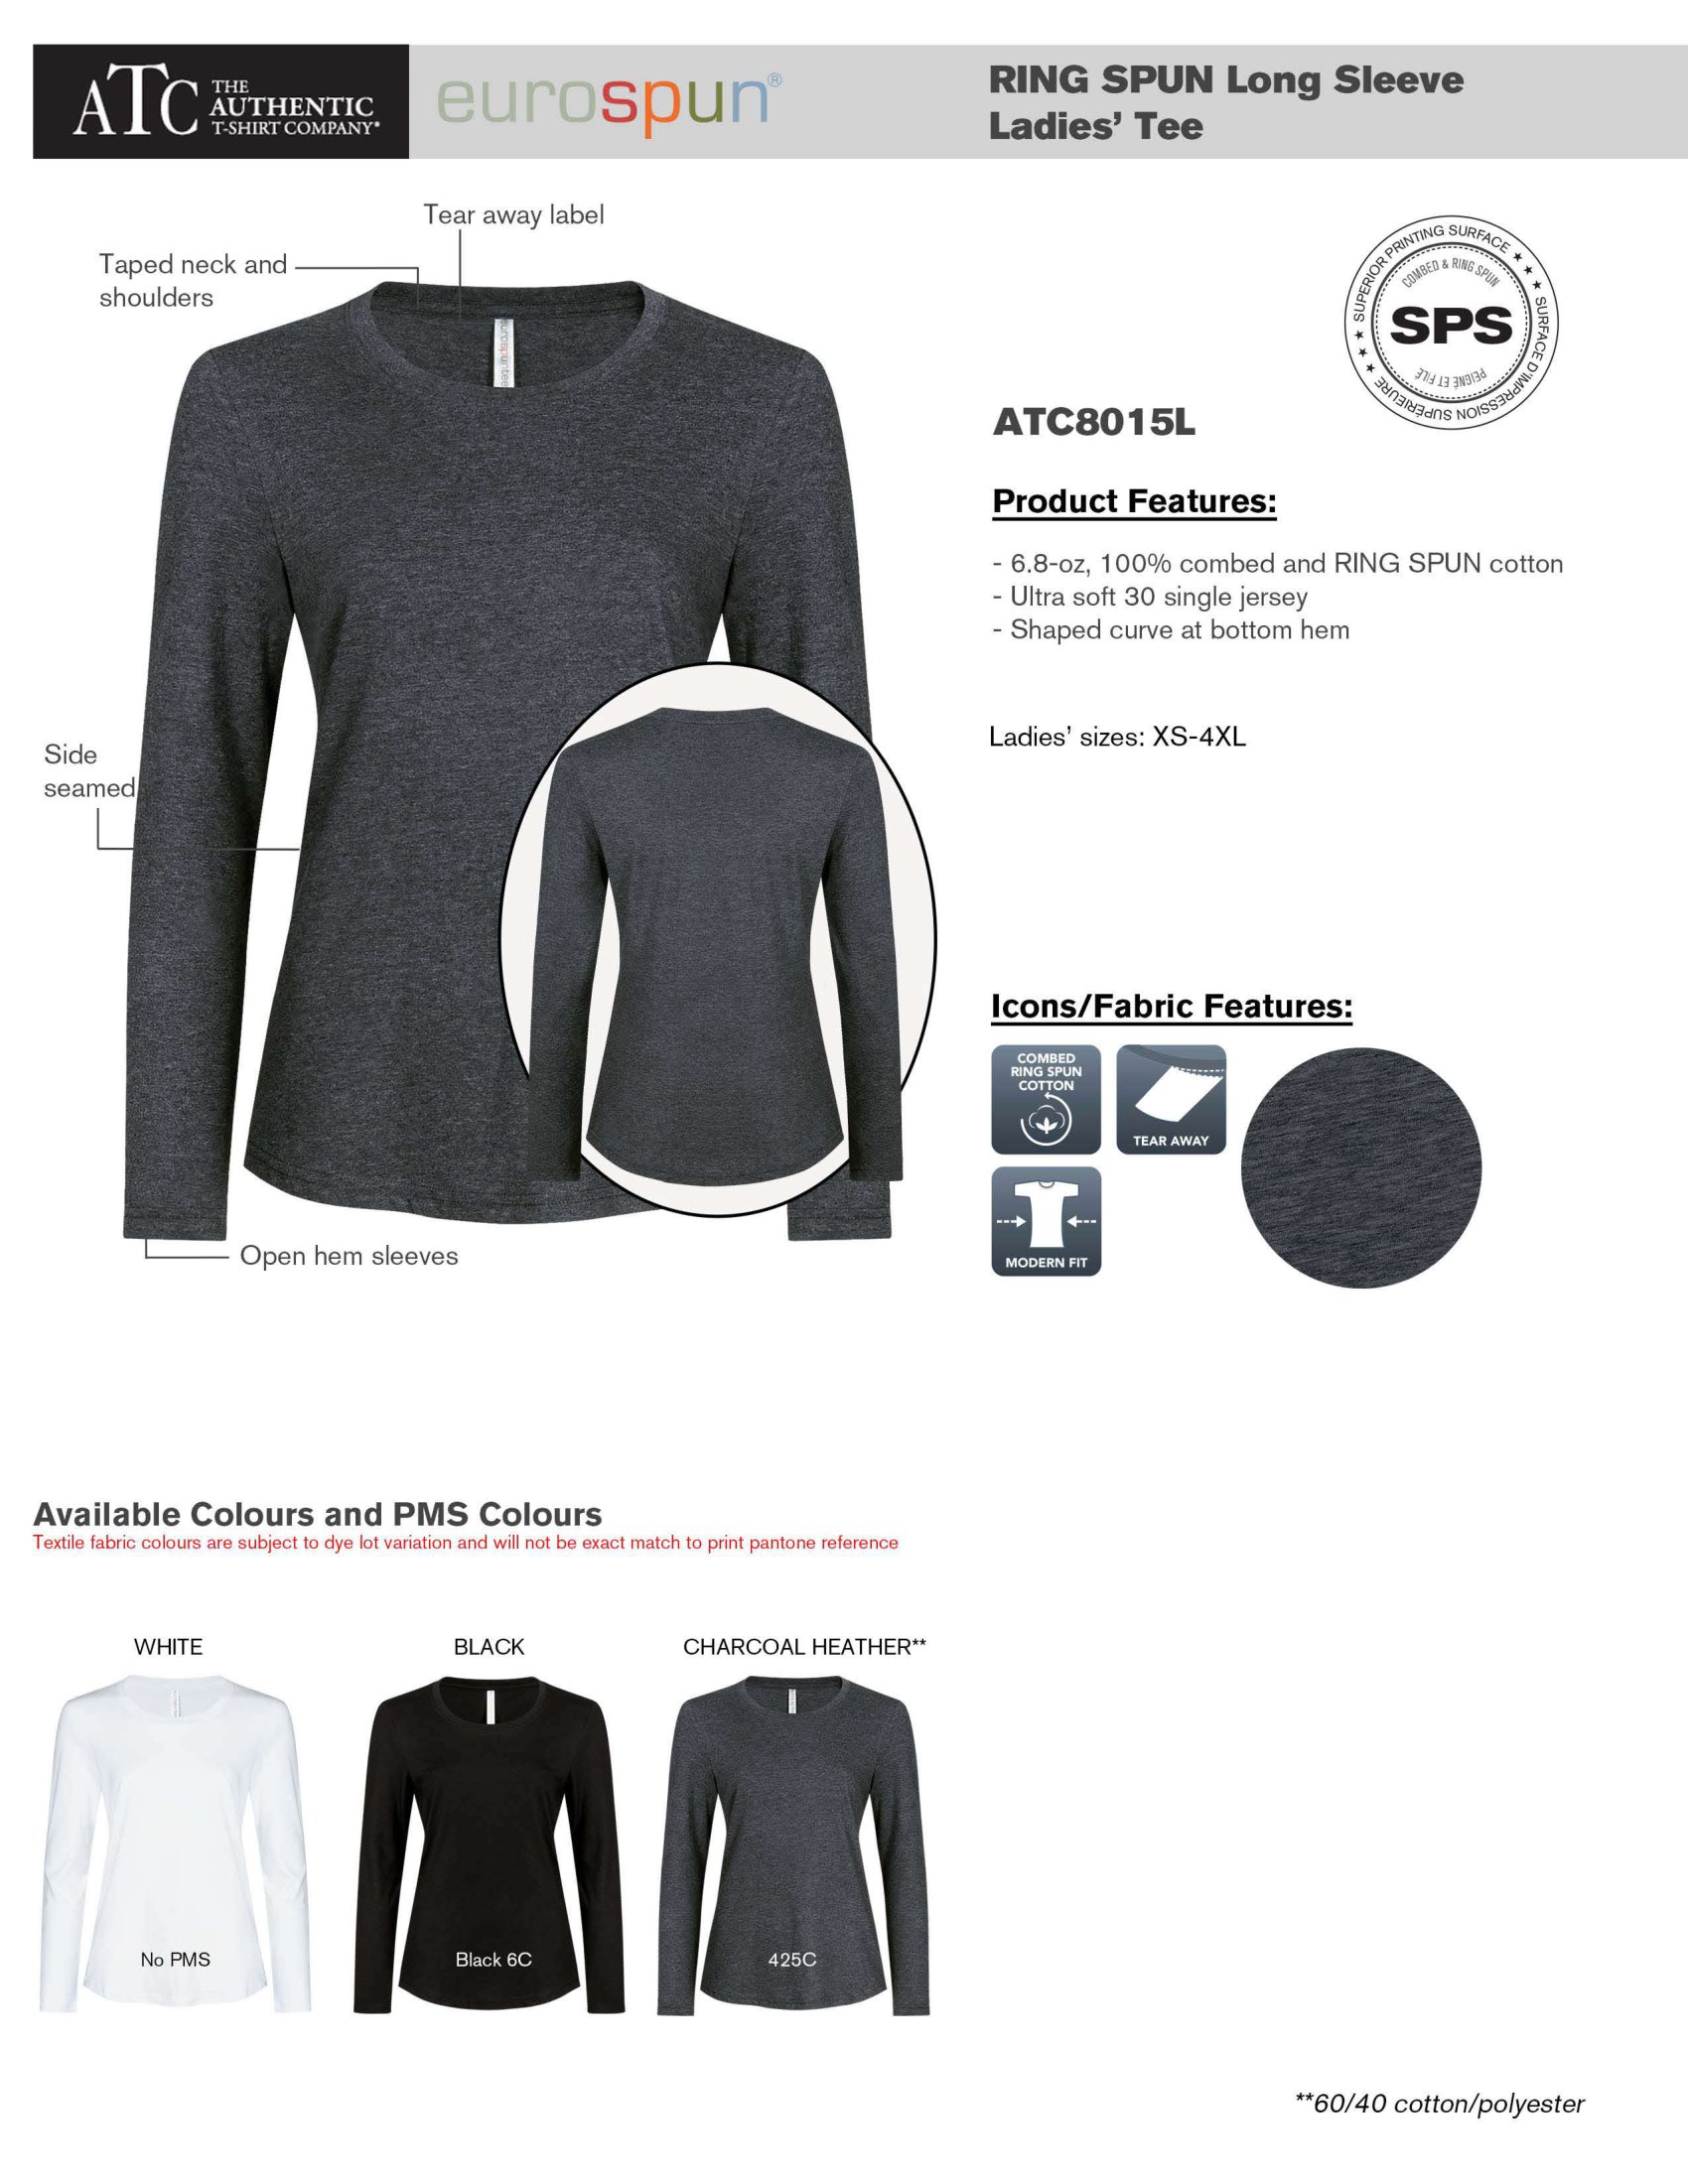 ATC THE
AUTHENTIC
T-SHIRT COMPANY®
eurospun®
RING SPUN Long Sleeve
Ladies’ Tee
Tear away label
Taped neck and
shoulders
eurospuntee
Side
seamed
Open hem sleeves
SUPERIOR PRINTING SURFACE ★ ★ ★ SURFACE D'IMPRESSION SUPÉRIEURE ★ ★ ★
COMBED & RING SPUN
SPS
PEIGNÉ ET FILÉ
ATC8015L
Product Features:
- 6.8-oz, 100% combed and RING SPUN cotton
- Ultra soft 30 single jersey
- Shaped curve at bottom hem
Ladies’ sizes: XS-4XL
Icons/Fabric Features:
COMBED
RING SPUN
COTTON
TEAR AWAY
MODERN FIT
Available Colours and PMS Colours
Textile fabric colours are subject to dye lot variation and will not be exact match to print pantone reference
WHITE
BLACK
CHARCOAL HEATHER**
No PMS
Black 6C
425C
**60/40 cotton/polyester